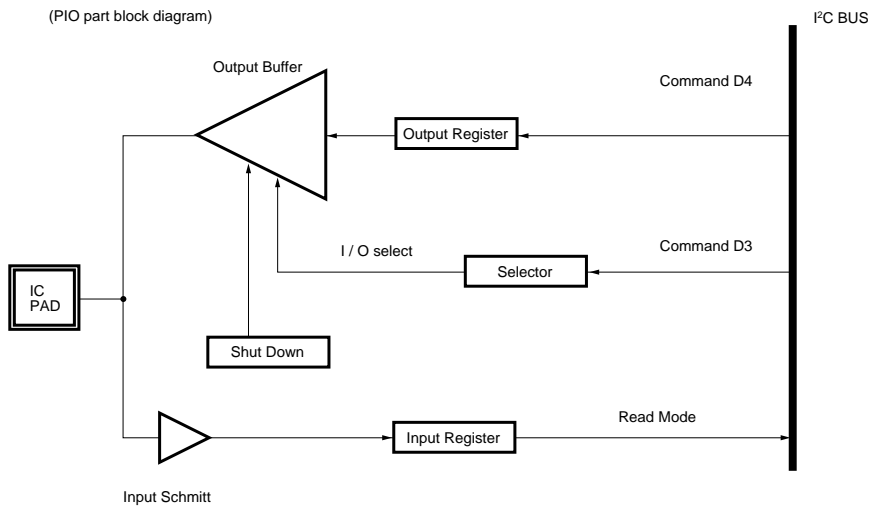 (PIO part block diagram)
I²C BUS
Output Buffer
Command D4
Output Register
I / O select
Command D3
Selector
IC
PAD
Shut Down
Read Mode
Input Register
Input Schmitt